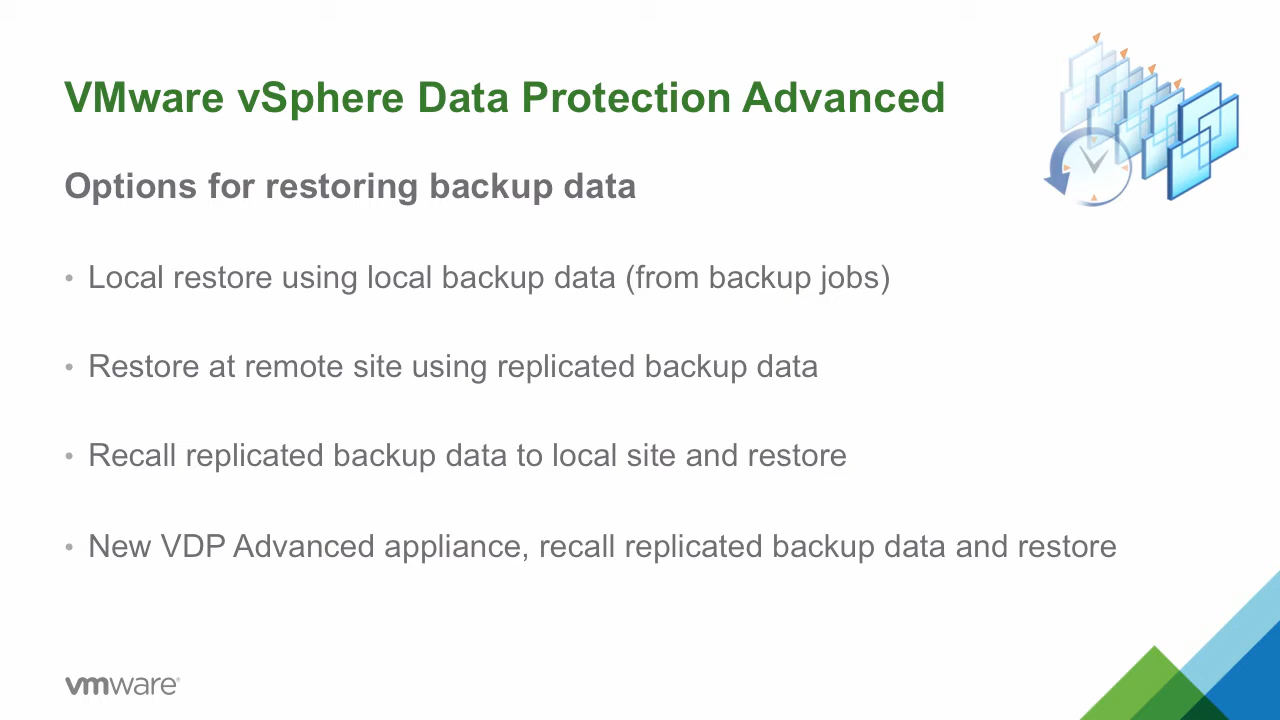 VMware vSphere Data Protection Advanced
Options for restoring backup data
• Local restore using local backup data (from backup jobs)
• Restore at remote site using replicated backup data
• Recall replicated backup data to local site and restore
• New VDP Advanced appliance, recall replicated backup data and restore
vmware®